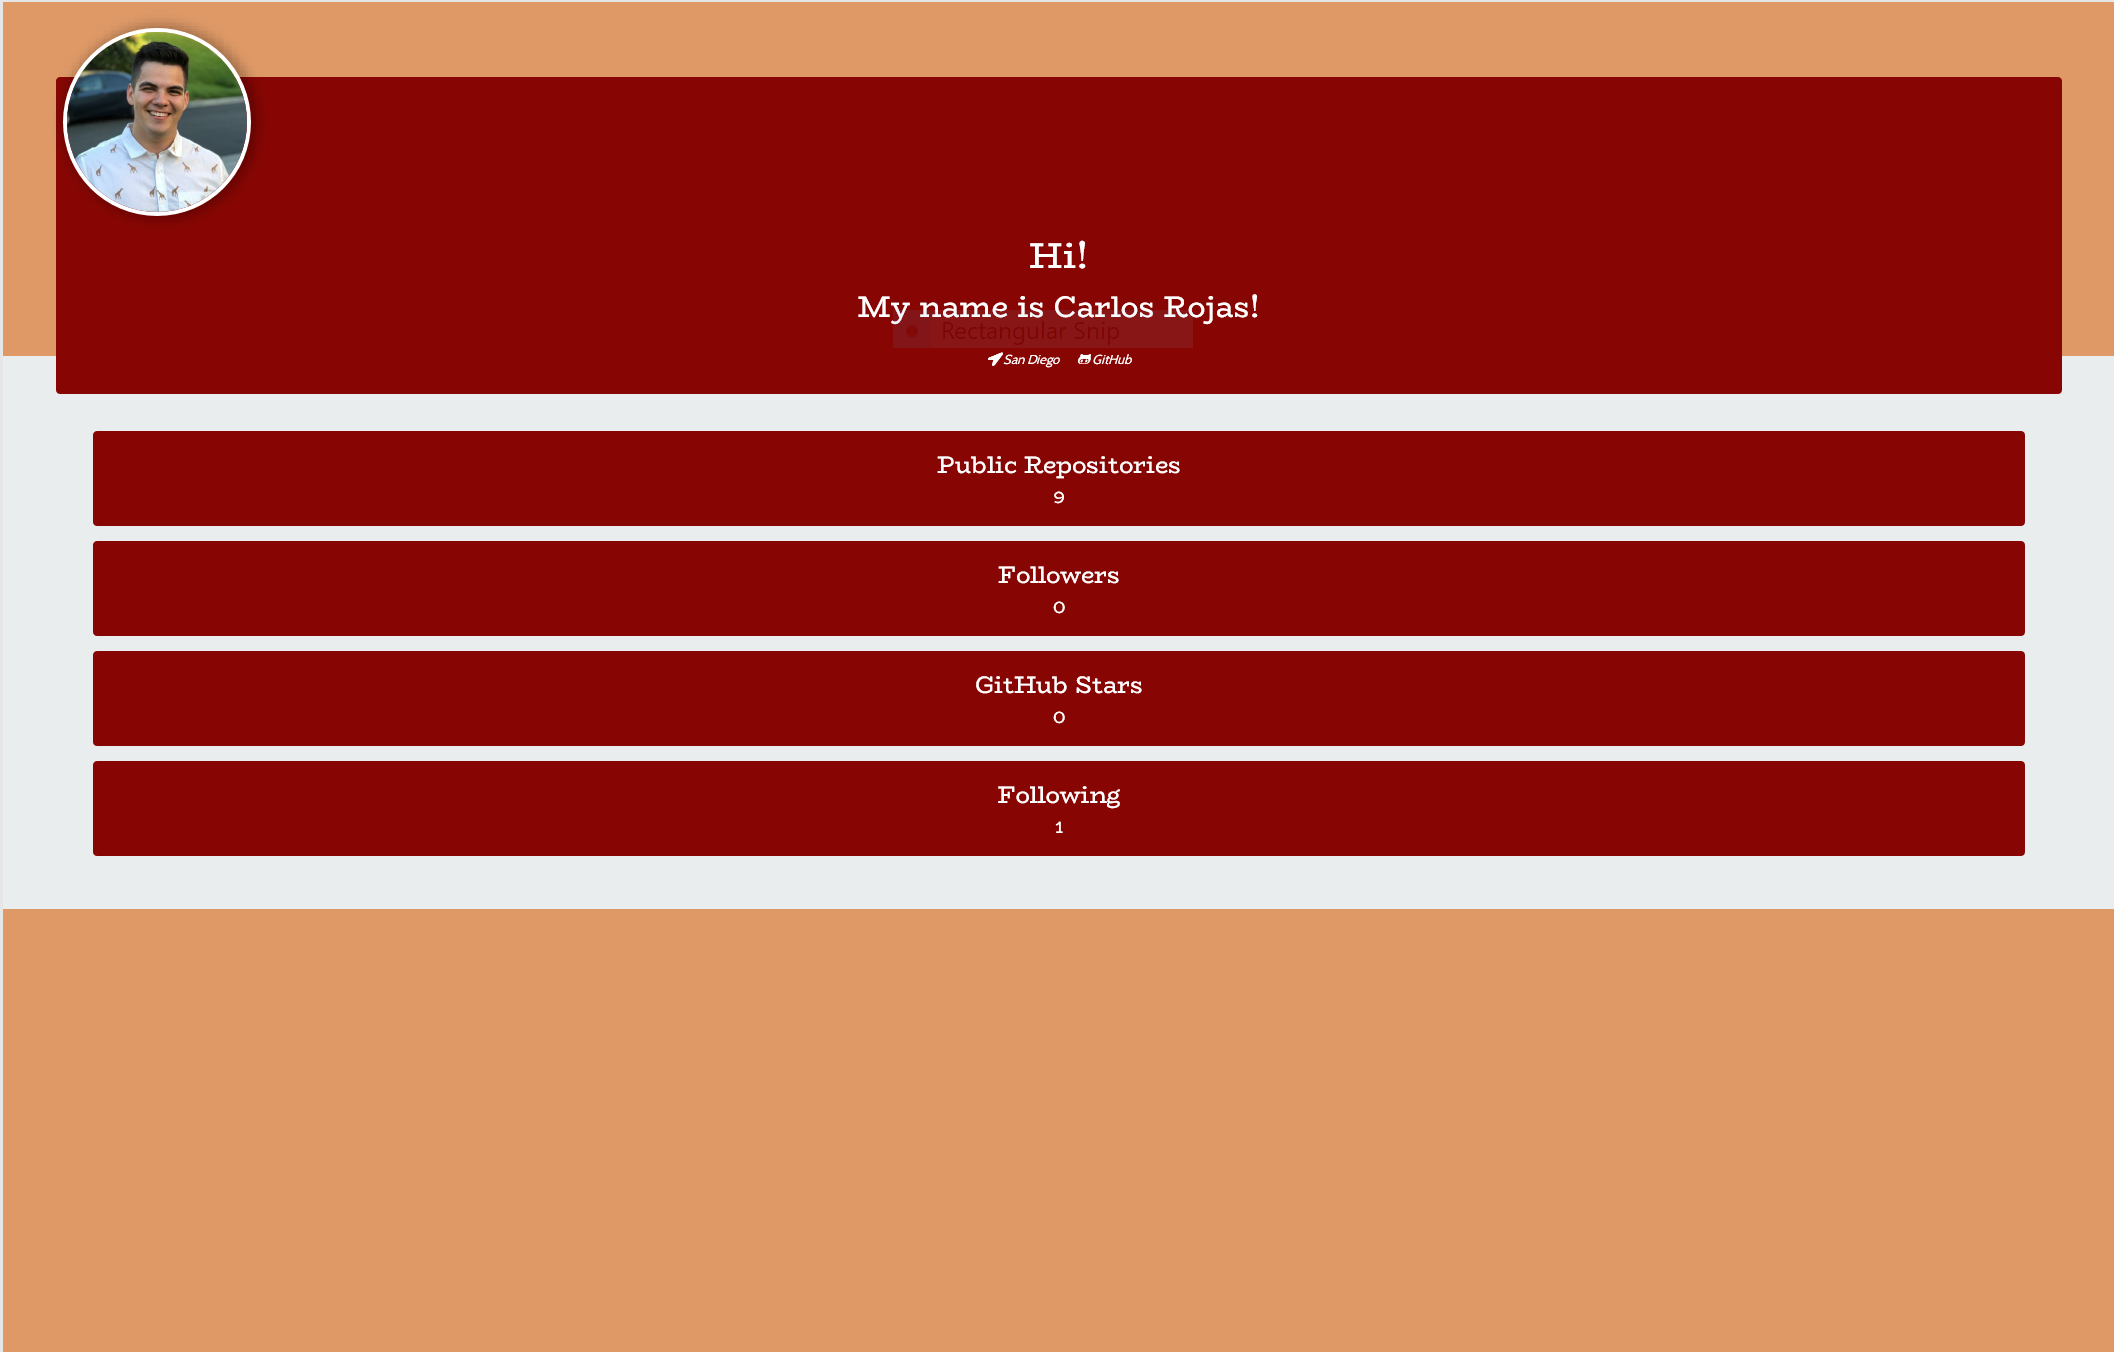 Hi!
My name is Carlos Rojas!
Rectangular Snip
San Diego GitHub
Public Repositories
9
Followers
0
GitHub Stars
0
Following
1